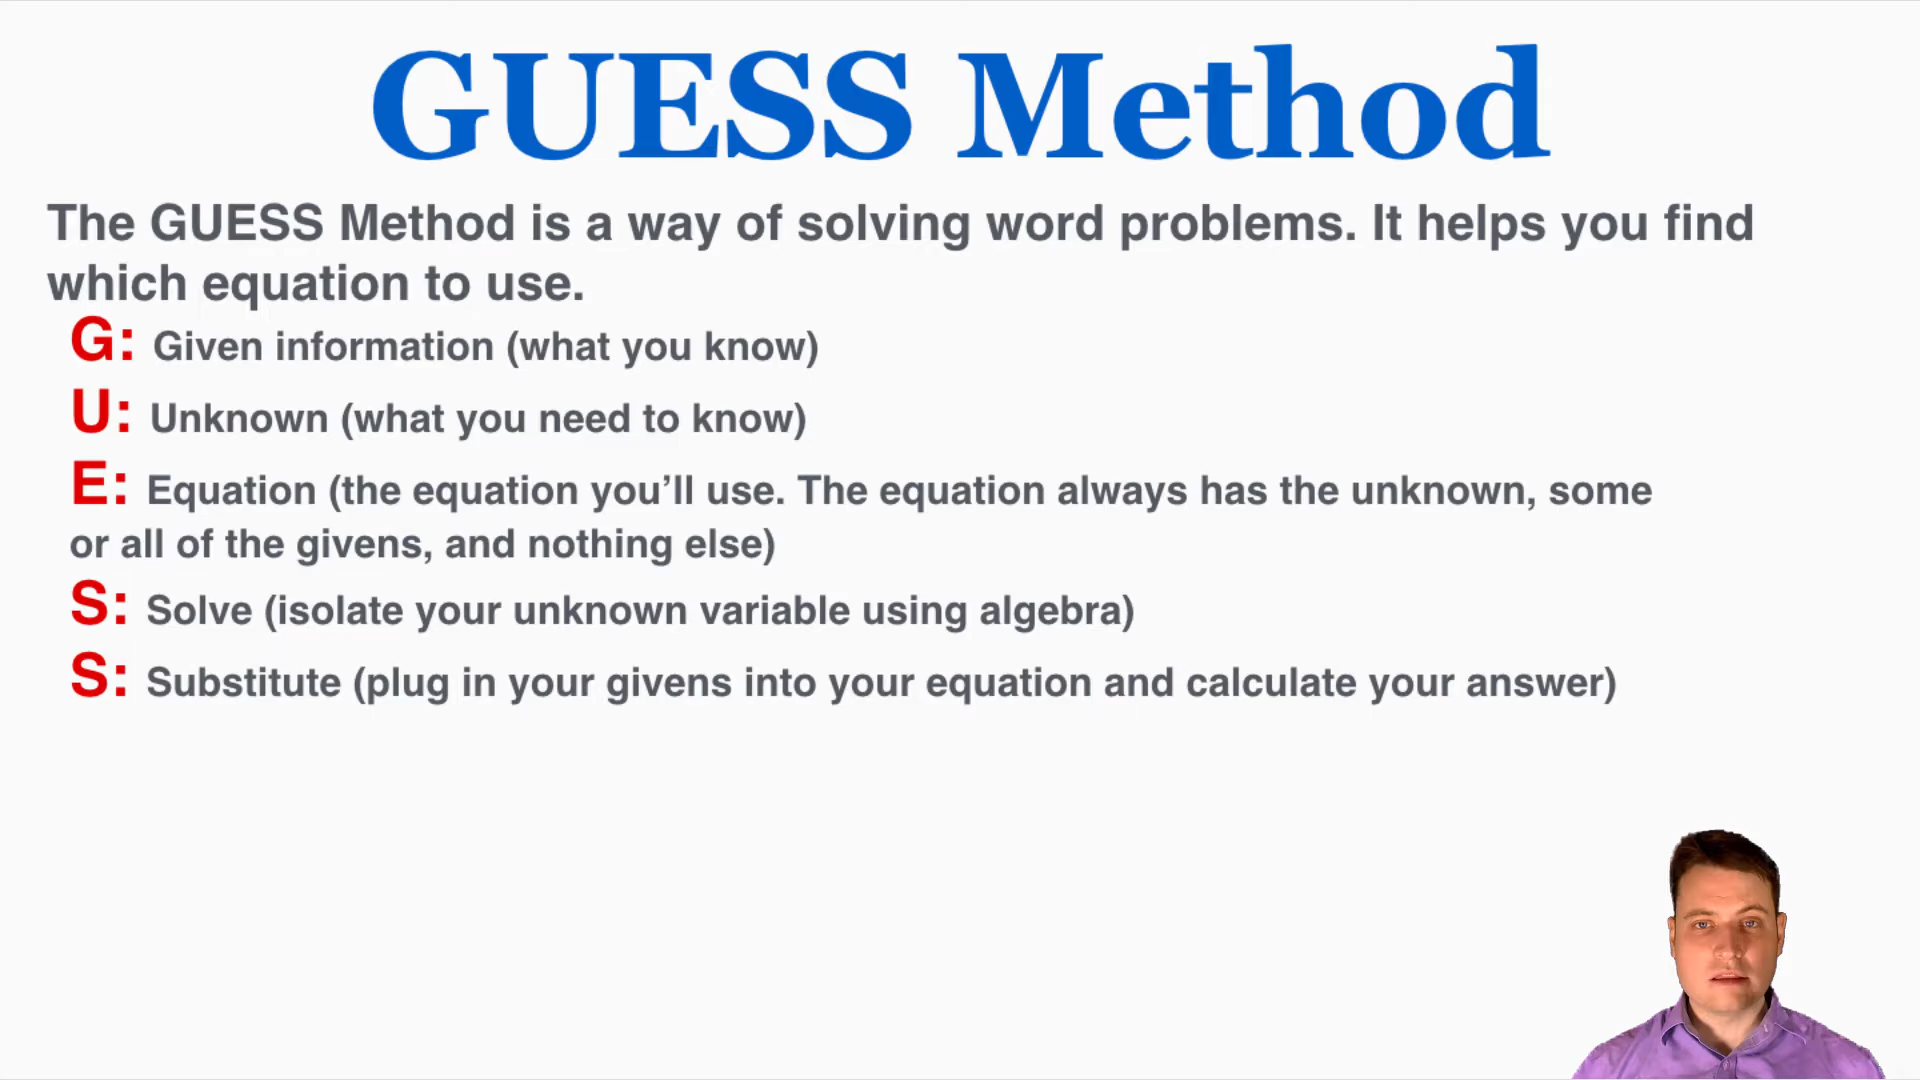 GUESS Method
The GUESS Method is a way of solving word problems. It helps you find
which equation to use.
G: Given information (what you know)
U: Unknown (what you need to know)
E: Equation (the equation you’ll use. The equation always has the unknown, some
or all of the givens, and nothing else)
S: Solve (isolate your unknown variable using algebra)
S: Substitute (plug in your givens into your equation and calculate your answer)